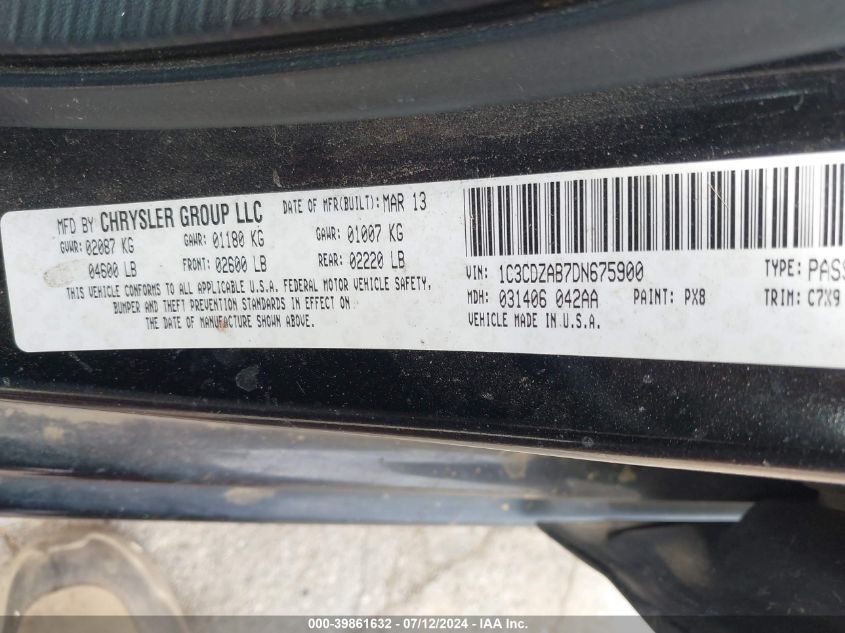 MFD BY CHRYSLER GROUP LLC DATE OF MFR(BUILT): MAR 13
GVWR: 02087 KG GAWR: 01180 KG GAWR: 01007 KG
04600 LB FRONT: 02600 LB REAR: 02220 LB
THIS VEHICLE CONFORMS TO ALL APPLICABLE U.S.A. FEDERAL MOTOR VEHICLE SAFETY,
BUMPER AND THEFT PREVENTION STANDARDS IN EFFECT ON
THE DATE OF MANUFACTURE SHOWN ABOVE.
VIN: 1C3CDZAB7DN675900 TYPE: PASS
MDH: 031406 042AA PAINT: PX8 TRIM: C7X9
VEHICLE MADE IN U.S.A.
000-39861632 - 07/12/2024 - IAA Inc.